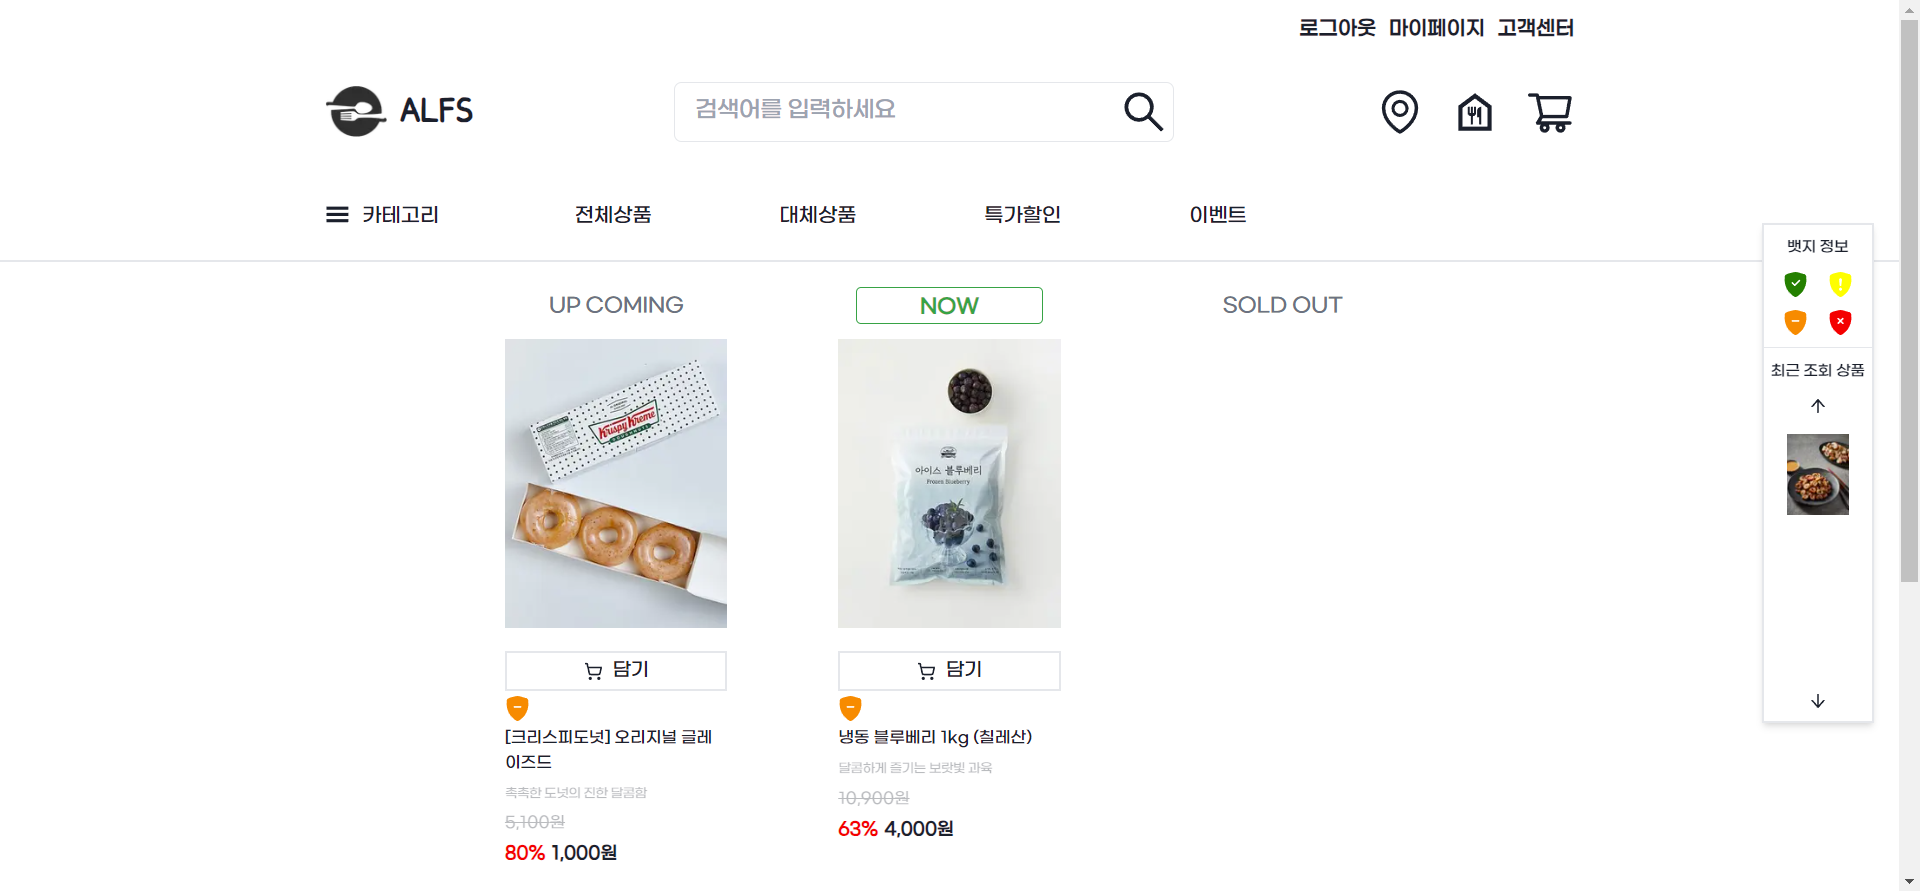 로그아웃 마이페이지 고객센터
ALFS
검색어를 입력하세요
카테고리 전체상품 대체상품 특가할인 이벤트
뱃지 정보
최근 조회 상품
UP COMING
NOW
SOLD OUT
Krispy Kreme
DOUGHNUTS
아이스 블루베리
Frozen Blueberry
담기
담기
[크리스피도넛] 오리지널 글레
이즈드
촉촉한 도넛의 진한 달콤함
5,100원
80% 1,000원
냉동 블루베리 1kg (칠레산)
달콤하게 즐기는 보랏빛 과육
10,900원
63% 4,000원